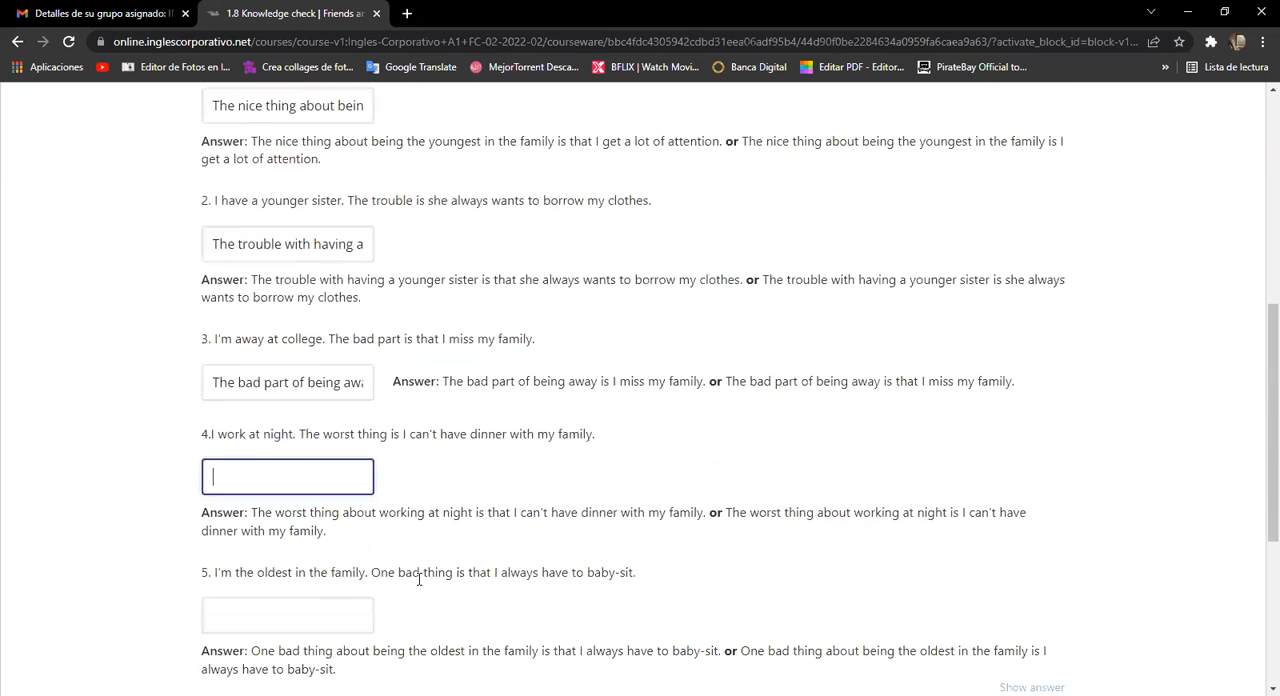 Detalles de su grupo asignado: I
1.8 Knowledge check | Friends ar
online.inglescorporativo.net/courses/course-v1:Ingles-Corporativo+A1+FC-02-2022-02/courseware/bbc4fdc4305942cdbd31eea06adf95b4/44d90f0be2284634a0959fa6caea9a63/?activate_block_id=block-v1...
Aplicaciones
Editor de Fotos en l...
Crea collages de fot...
Google Translate
MejorTorrent Desca...
BFLIX | Watch Movi...
Banca Digital
Editar PDF - Editor...
PirateBay Official to...
»
Lista de lectura
The nice thing about bein
Answer: The nice thing about being the youngest in the family is that I get a lot of attention. or The nice thing about being the youngest in the family is I
get a lot of attention.
2. I have a younger sister. The trouble is she always wants to borrow my clothes.
The trouble with having a
Answer: The trouble with having a younger sister is that she always wants to borrow my clothes. or The trouble with having a younger sister is she always
wants to borrow my clothes.
3. I'm away at college. The bad part is that I miss my family.
The bad part of being awa
Answer: The bad part of being away is I miss my family. or The bad part of being away is that I miss my family.
4.I work at night. The worst thing is I can't have dinner with my family.
Answer: The worst thing about working at night is that I can't have dinner with my family. or The worst thing about working at night is I can't have
dinner with my family.
5. I'm the oldest in the family. One bad thing is that I always have to baby-sit.
Answer: One bad thing about being the oldest in the family is that I always have to baby-sit. or One bad thing about being the oldest in the family is I
always have to baby-sit.
Show answer